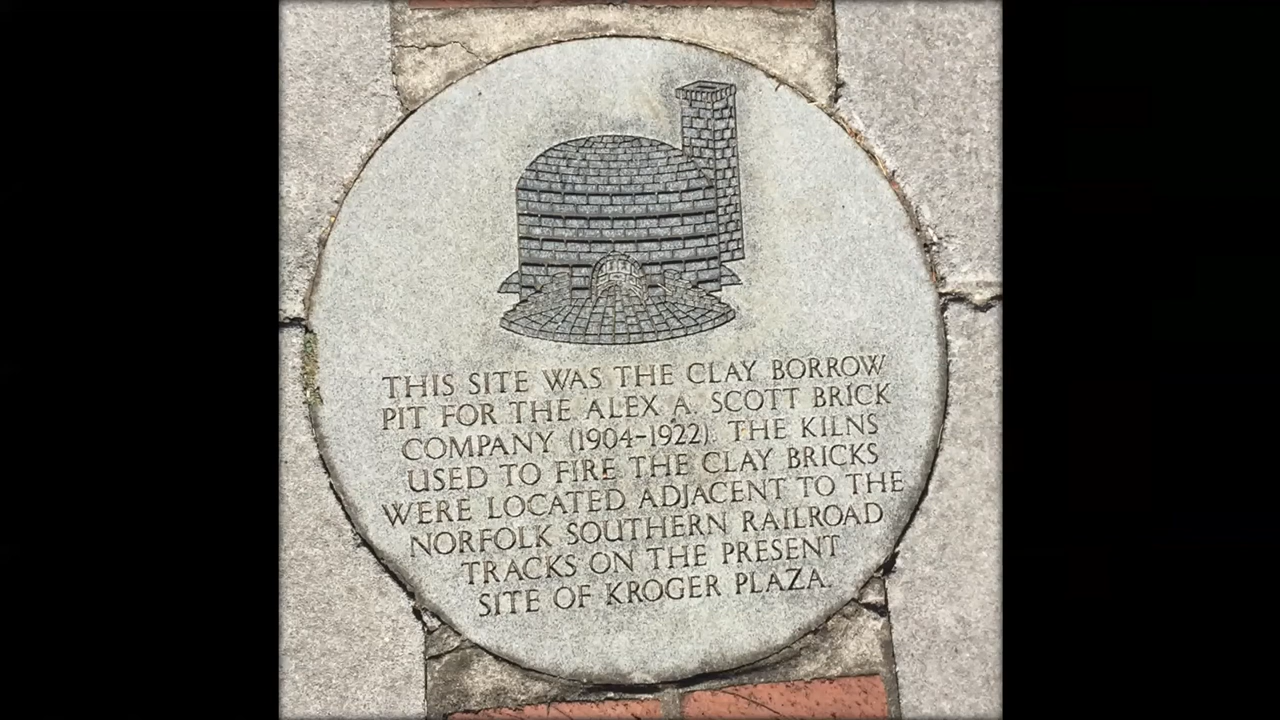 THIS SITE WAS THE CLAY BORROW
PIT FOR THE ALEX A. SCOTT BRICK
COMPANY (1904-1922). THE KILNS
USED TO FIRE THE CLAY BRICKS
WERE LOCATED ADJACENT TO THE
NORFOLK SOUTHERN RAILROAD
TRACKS ON THE PRESENT
SITE OF KROGER PLAZA.